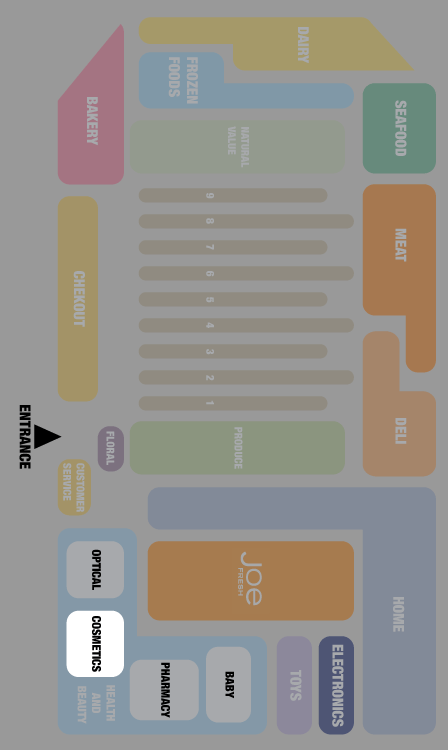 DAIRY
FROZEN
FOODS
BAKERY
SEAFOOD
NATURAL
VALUE
MEAT
9
8
7
6
5
4
3
2
1
CHEKOUT
ENTRANCE
FLORAL
PRODUCE
DELI
CUSTOMER
SERVICE
OPTICAL
JOE
FRESH
HOME
COSMETICS
HEALTH
AND
BEAUTY
PHARMACY
BABY
TOYS
ELECTRONICS